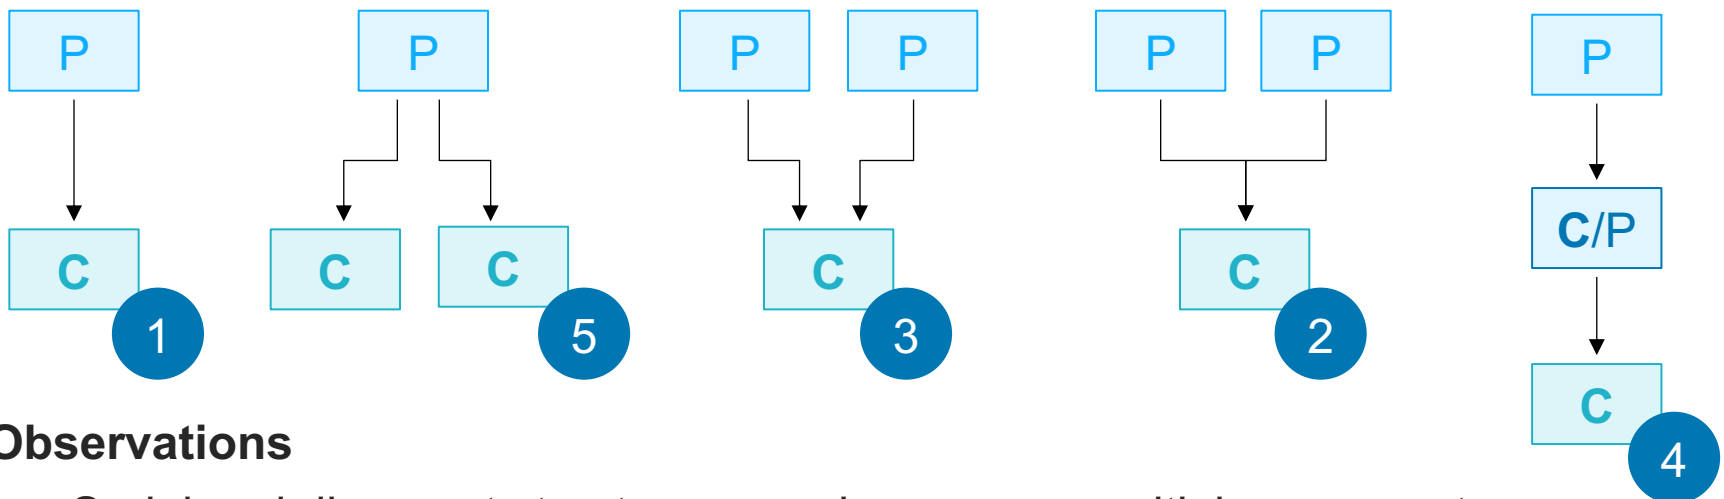 P P P P P P P
C C C C C C/P
1 5 3 2
C
Observations
4